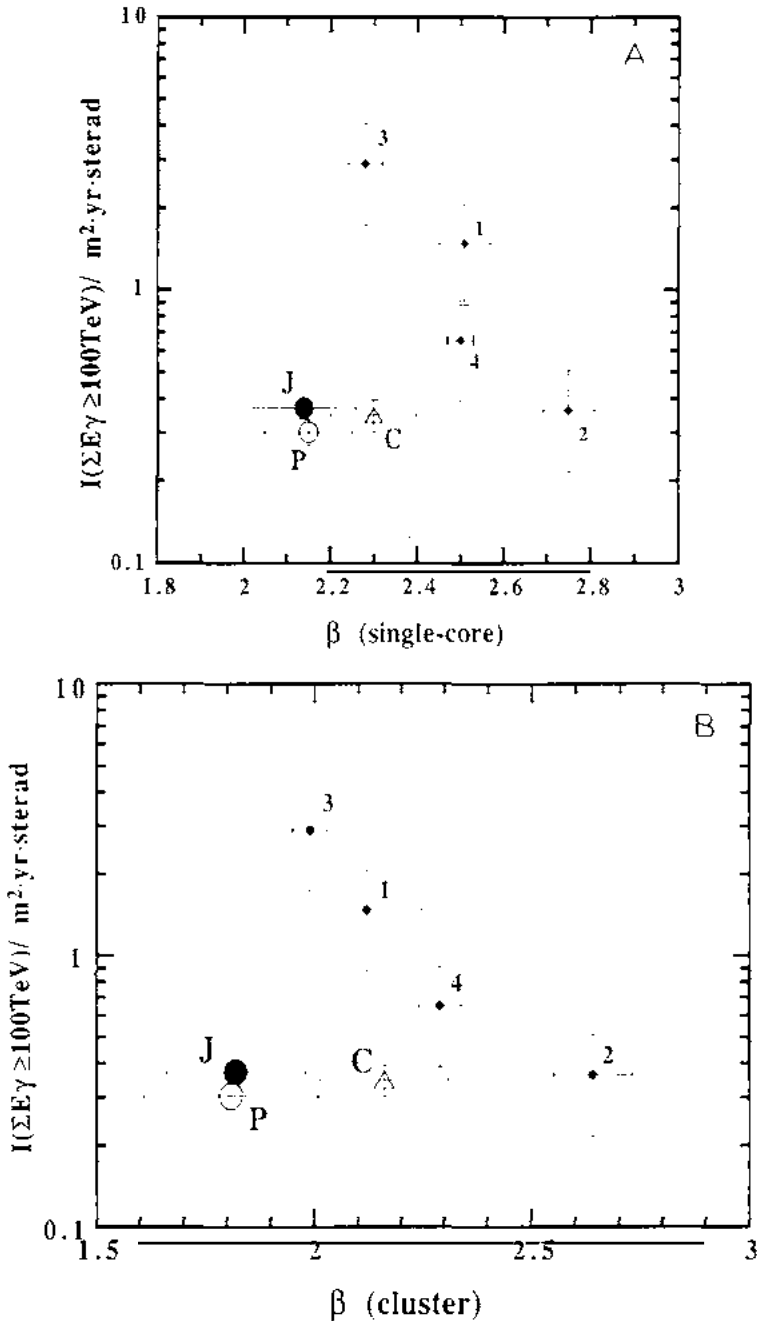 10
A
3
1
1
4
J
2
P
C
0.1
1.8
2
2.2
2.4
2.6
2.8
3
I(ΣEγ ≥100TeV)/ m²·yr·sterad
β (single-core)
10
B
3
1
1
4
J
C
2
P
0.1
1.5
2
2.5
3
I(ΣEγ ≥100TeV)/ m²·yr·sterad
β (cluster)